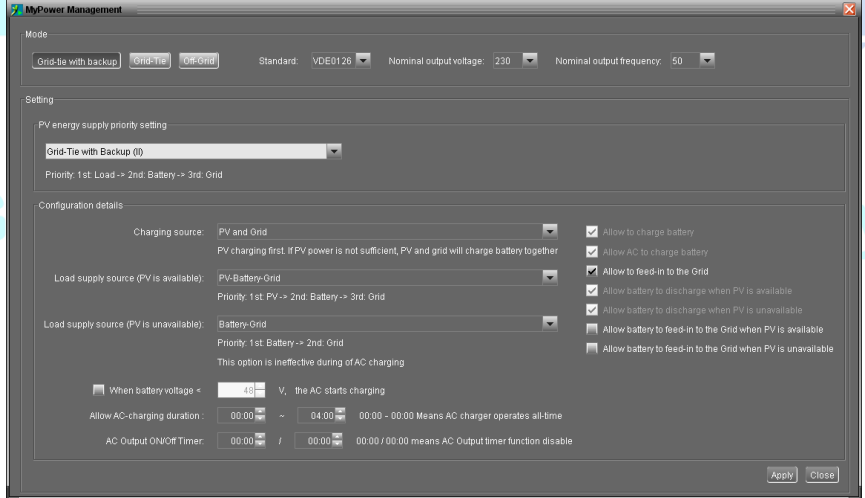 MyPower Management
Mode
Grid-tie with backup Grid-Tie Off-Grid Standard: VDE0126 Nominal output voltage: 230 Nominal output frequency: 50
Setting
PV energy supply priority setting
Grid-Tie with Backup (II)
Priority: 1st: Load -> 2nd: Battery -> 3rd: Grid
Configuration details
Charging source: PV and Grid
PV charging first. If PV power is not sufficient, PV and grid will charge battery together
Load supply source (PV is available): PV-Battery-Grid
Priority: 1st: PV -> 2nd: Battery -> 3rd: Grid
Load supply source (PV is unavailable): Battery-Grid
Priority: 1st: Battery -> 2nd: Grid
This option is ineffective during of AC charging
Allow to charge battery
Allow AC to charge battery
Allow to feed-in to the Grid
Allow battery to discharge when PV is available
Allow battery to discharge when PV is unavailable
Allow battery to feed-in to the Grid when PV is available
Allow battery to feed-in to the Grid when PV is unavailable
When battery voltage < 48 V, the AC starts charging
Allow AC-charging duration : 00:00 ~ 04:00 00:00 - 00:00 Means AC charger operates all-time
AC Output ON/Off Timer: 00:00 / 00:00 00:00 / 00:00 means AC Output timer function disable
Apply Close